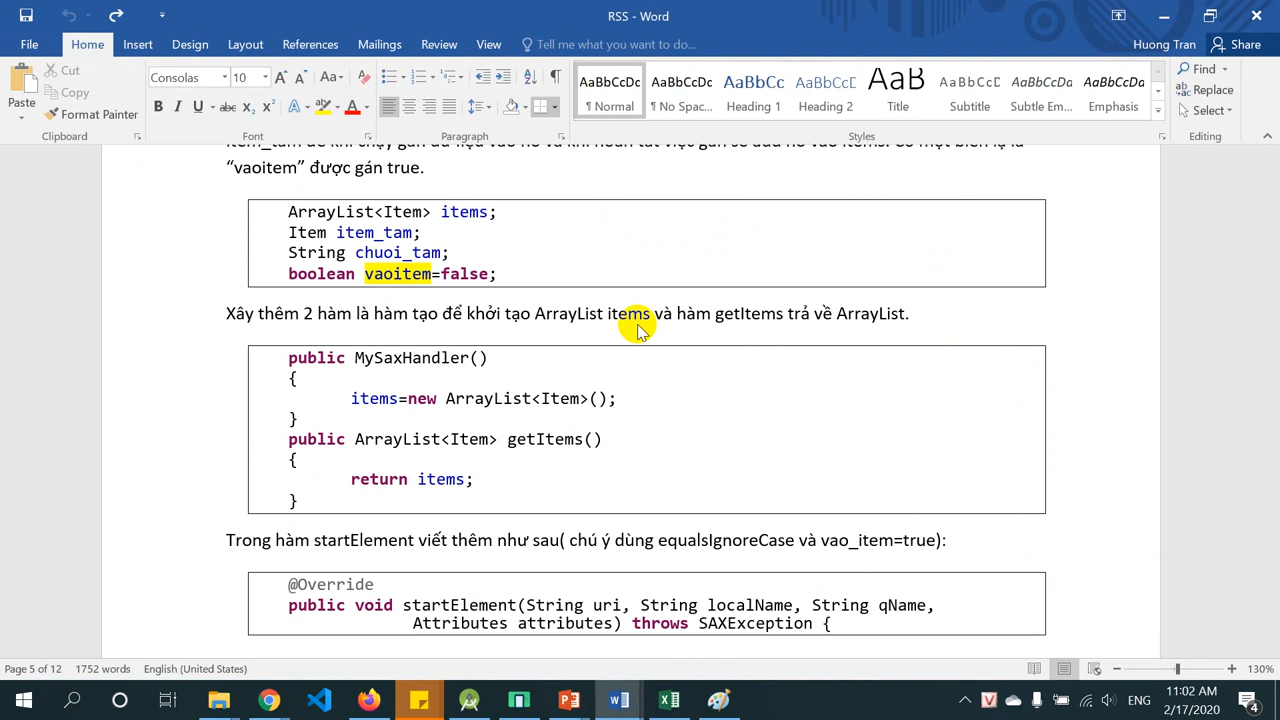 RSS - Word
File Home Insert Design Layout References Mailings Review View Tell me what you want to do... Huong Tran Share
Paste Cut Copy Format Painter
Consolas 10
AaBbCcDc AaBbCcDc AaBbCc AaBbCcD AaB AaBbCcD AaBbCcDc AaBbCcDc
¶ Normal ¶ No Spac... Heading 1 Heading 2 Title Subtitle Subtle Em... Emphasis
Find Replace Select
Clipboard Font Paragraph Styles Editing
“vaoitem” được gán true.
ArrayList<Item> items;
Item item_tam;
String chuoi_tam;
boolean vaoitem=false;
Xây thêm 2 hàm là hàm tạo để khởi tạo ArrayList items và hàm getItems trả về ArrayList.
public MySaxHandler()
{
items=new ArrayList<Item>();
}
public ArrayList<Item> getItems()
{
return items;
}
Trong hàm startElement viết thêm như sau( chú ý dùng equalsIgnoreCase và vao_item=true):
@Override
public void startElement(String uri, String localName, String qName,
Attributes attributes) throws SAXException {
Page 5 of 12 1752 words English (United States) 130%
ENG 11:02 AM
2/17/2020 4